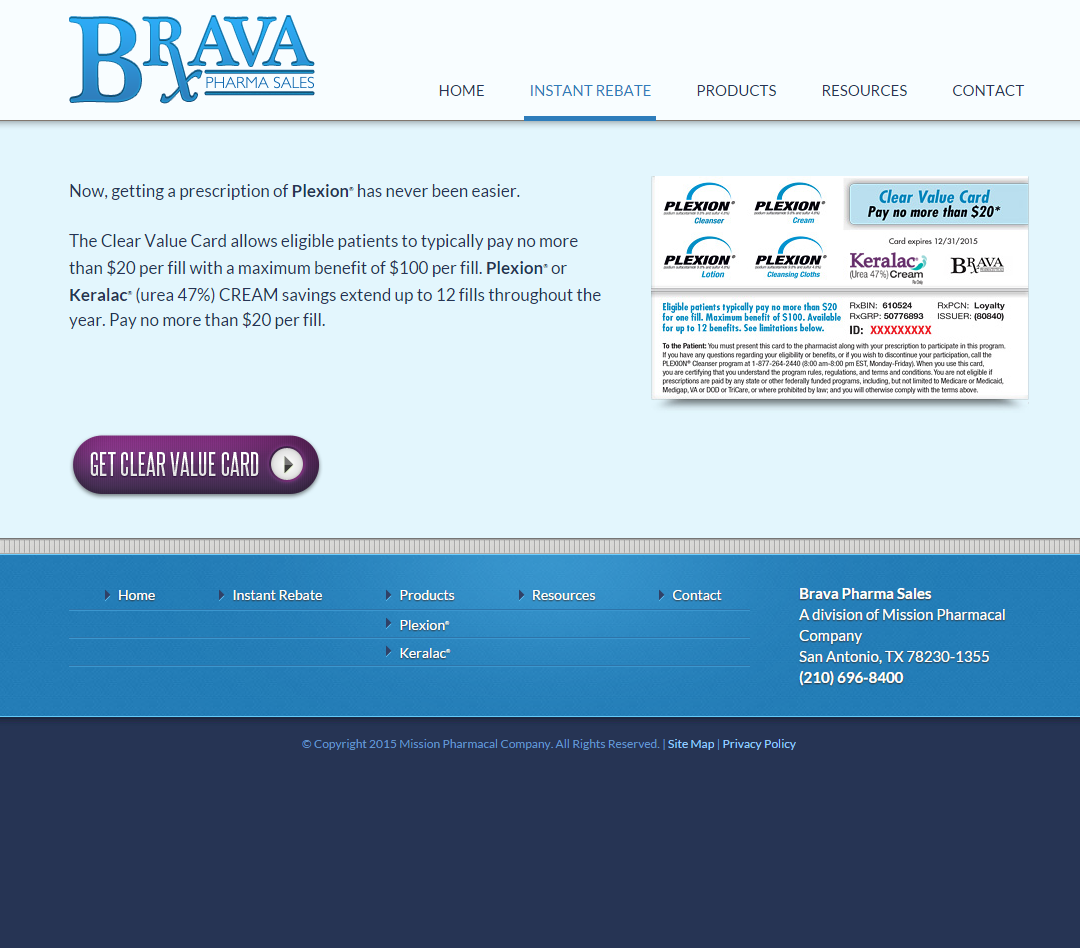 BRAVA
PHARMA SALES
HOME INSTANT REBATE PRODUCTS RESOURCES CONTACT
Now, getting a prescription of Plexion® has never been easier.
The Clear Value Card allows eligible patients to typically pay no more
than $20 per fill with a maximum benefit of $100 per fill. Plexion® or
Keralac® (urea 47%) CREAM savings extend up to 12 fills throughout the
year. Pay no more than $20 per fill.
GET CLEAR VALUE CARD
PLEXION® PLEXION®
Cleanser Cream
PLEXION® PLEXION®
Lotion Cleansing Cloths
Clear Value Card
Pay no more than $20*
Card expires 12/31/2015
Keralac
(Urea 47%) Cream
Rx Only
BRAVA
Eligible patients typically pay no more than $20
for one fill. Maximum benefit of $100. Available
for up to 12 benefits. See limitations below.
RxBIN: 610524 RxPCN: Loyalty
RxGRP: 50776893 ISSUER: (80840)
ID: XXXXXXXXX
To the Patient: You must present this card to the pharmacist along with your prescription to participate in this program.
If you have any questions regarding your eligibility or benefits, or if you wish to discontinue your participation, call the
PLEXION® Cleanser program at 1-877-264-2440 (8:00 am-8:00 pm EST, Monday-Friday). When you use this card,
you are certifying that you understand the program rules, regulations, and terms and conditions. You are not eligible if
prescriptions are paid by any state or other federally funded programs, including, but not limited to Medicare or Medicaid,
Medigap, VA or DOD or TriCare, or where prohibited by law; and you will otherwise comply with the terms above.
Home Instant Rebate Products Resources Contact
Plexion®
Keralac®
Brava Pharma Sales
A division of Mission Pharmacal
Company
San Antonio, TX 78230-1355
(210) 696-8400
© Copyright 2015 Mission Pharmacal Company. All Rights Reserved. | Site Map | Privacy Policy